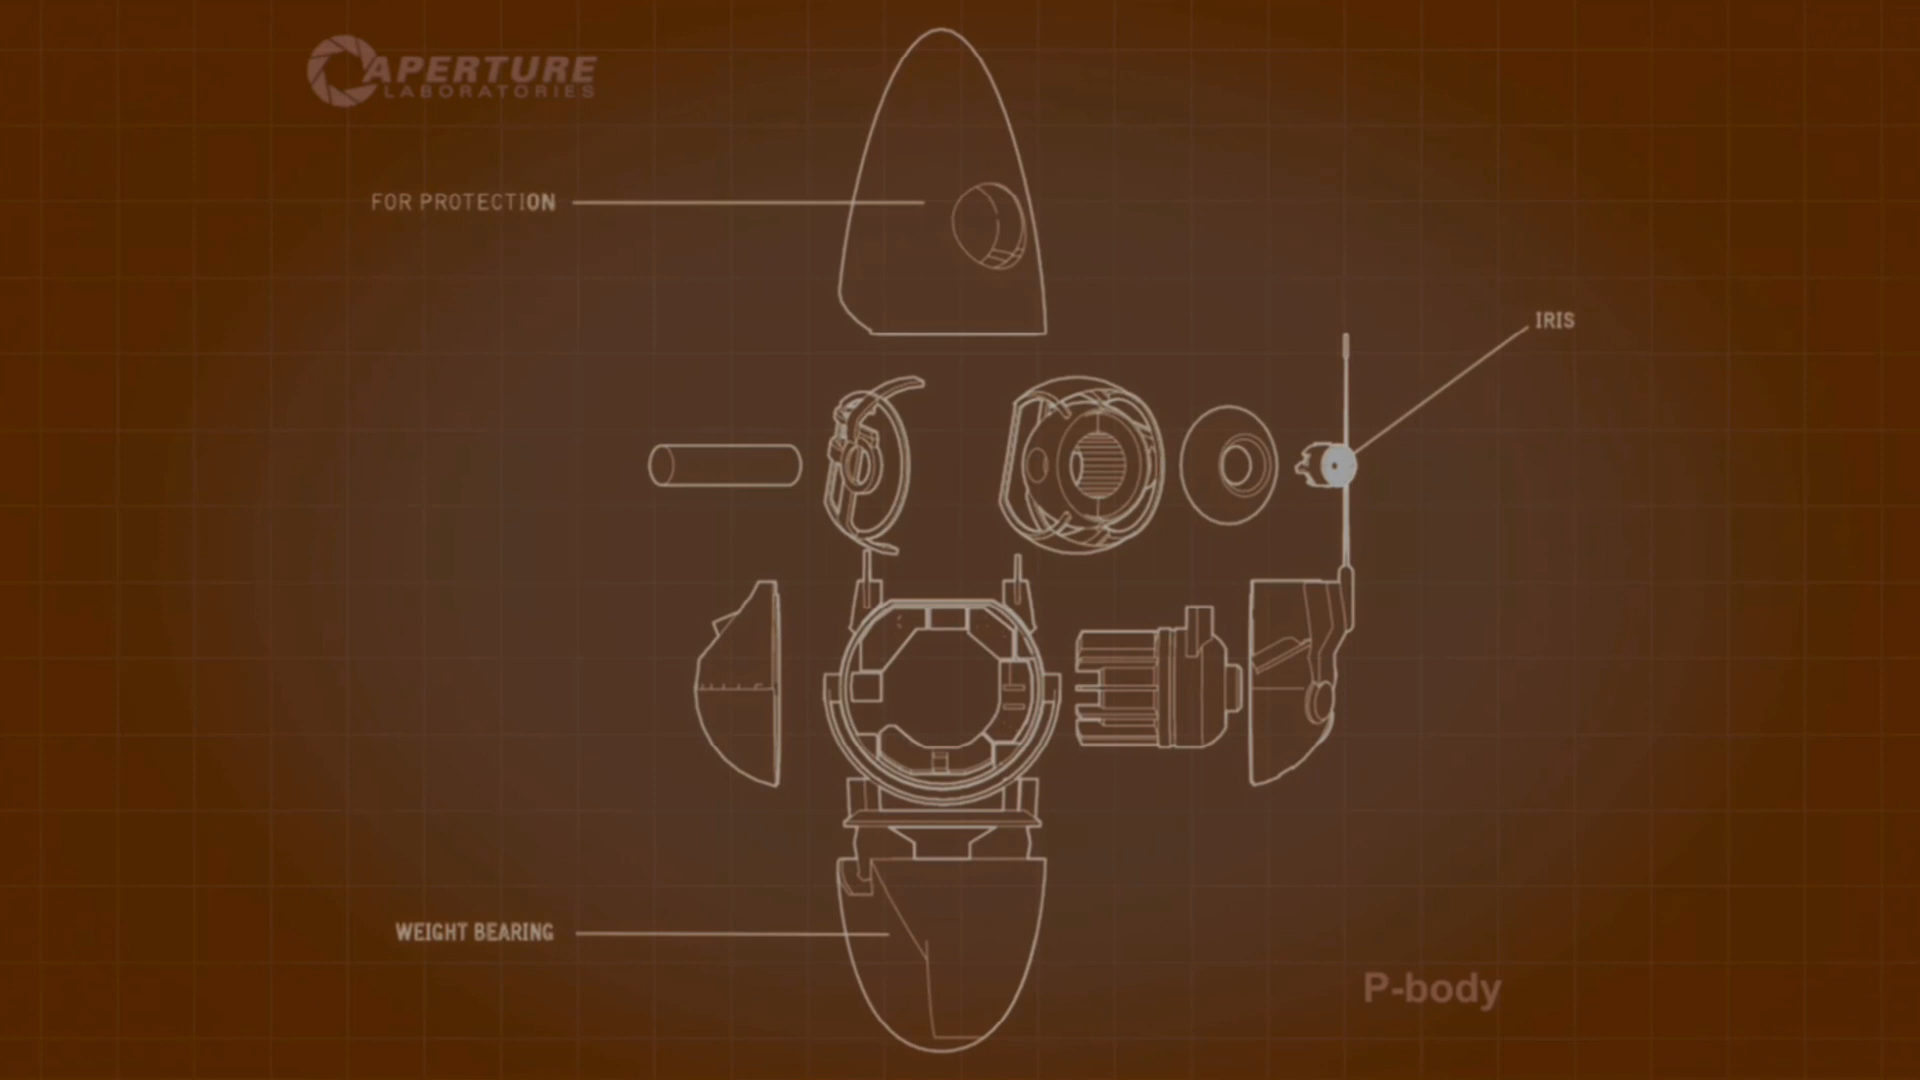 APERTURE
LABORATORIES
FOR PROTECTION
IRIS
WEIGHT BEARING
P-body